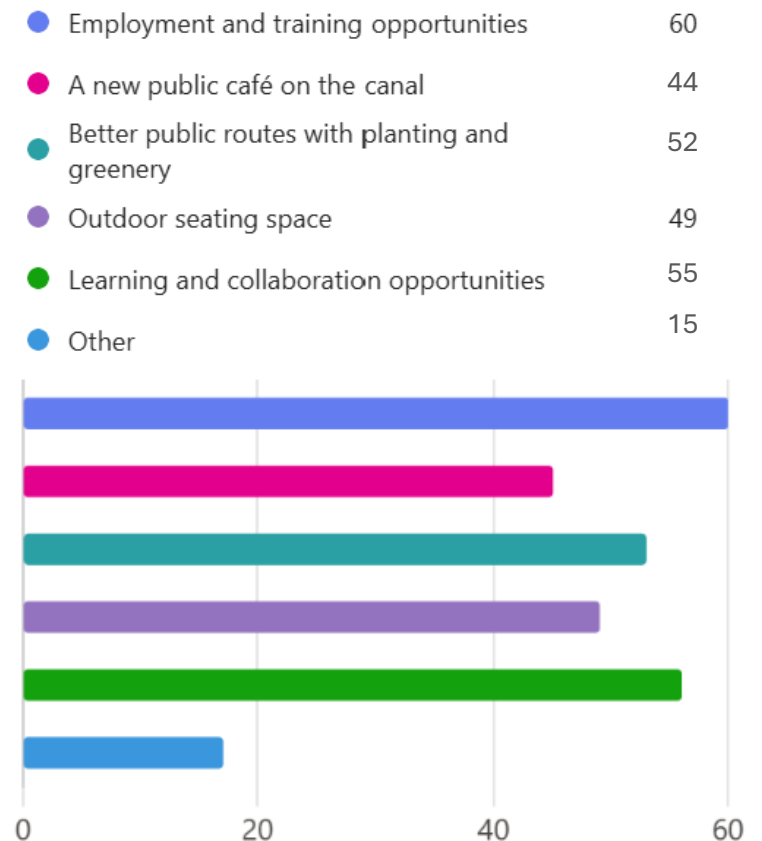 Employment and training opportunities 60
A new public café on the canal 44
Better public routes with planting and 52
greenery
Outdoor seating space 49
Learning and collaboration opportunities 55
Other 15
0 20 40 60